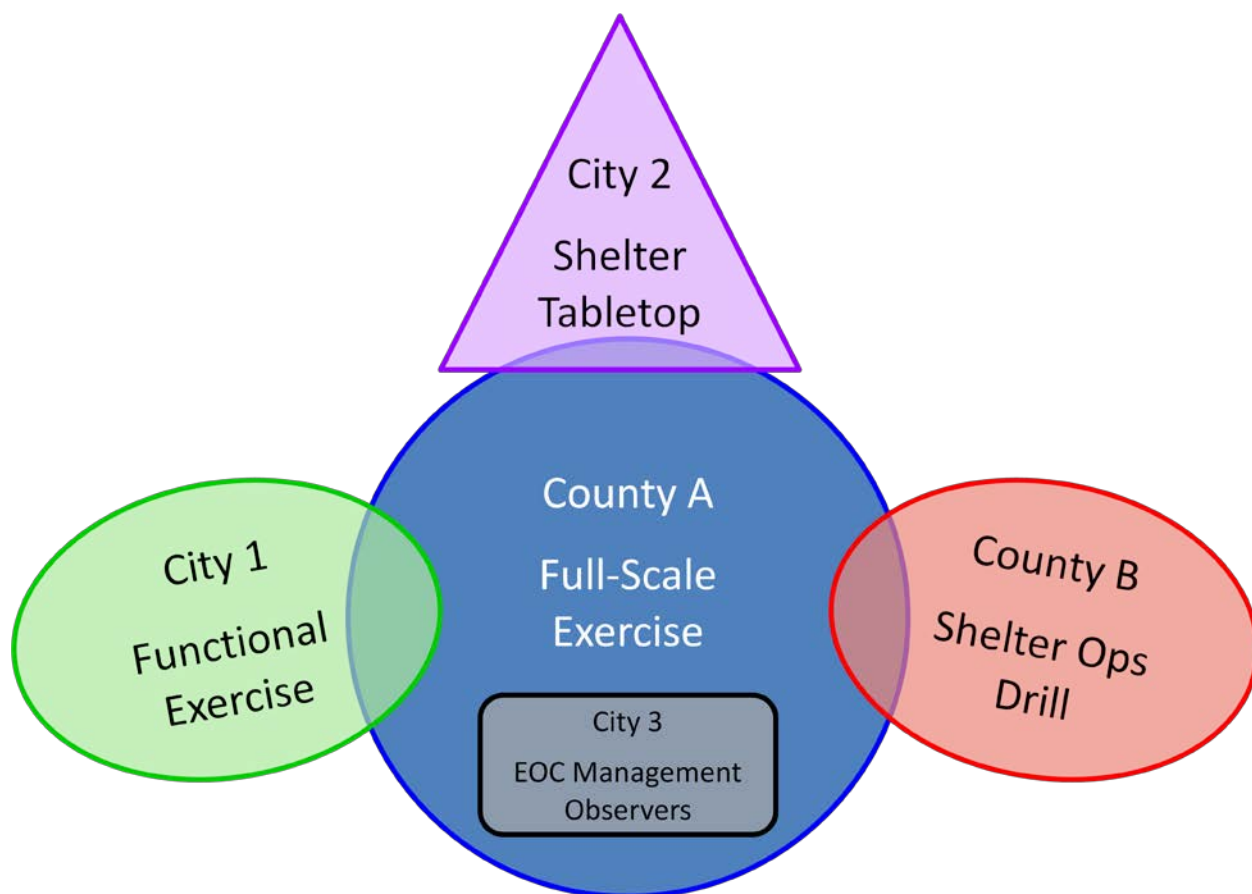 City 2
Shelter
Tabletop
County A
Full-Scale
Exercise
City 1
Functional
Exercise
County B
Shelter Ops
Drill
City 3
EOC Management
Observers